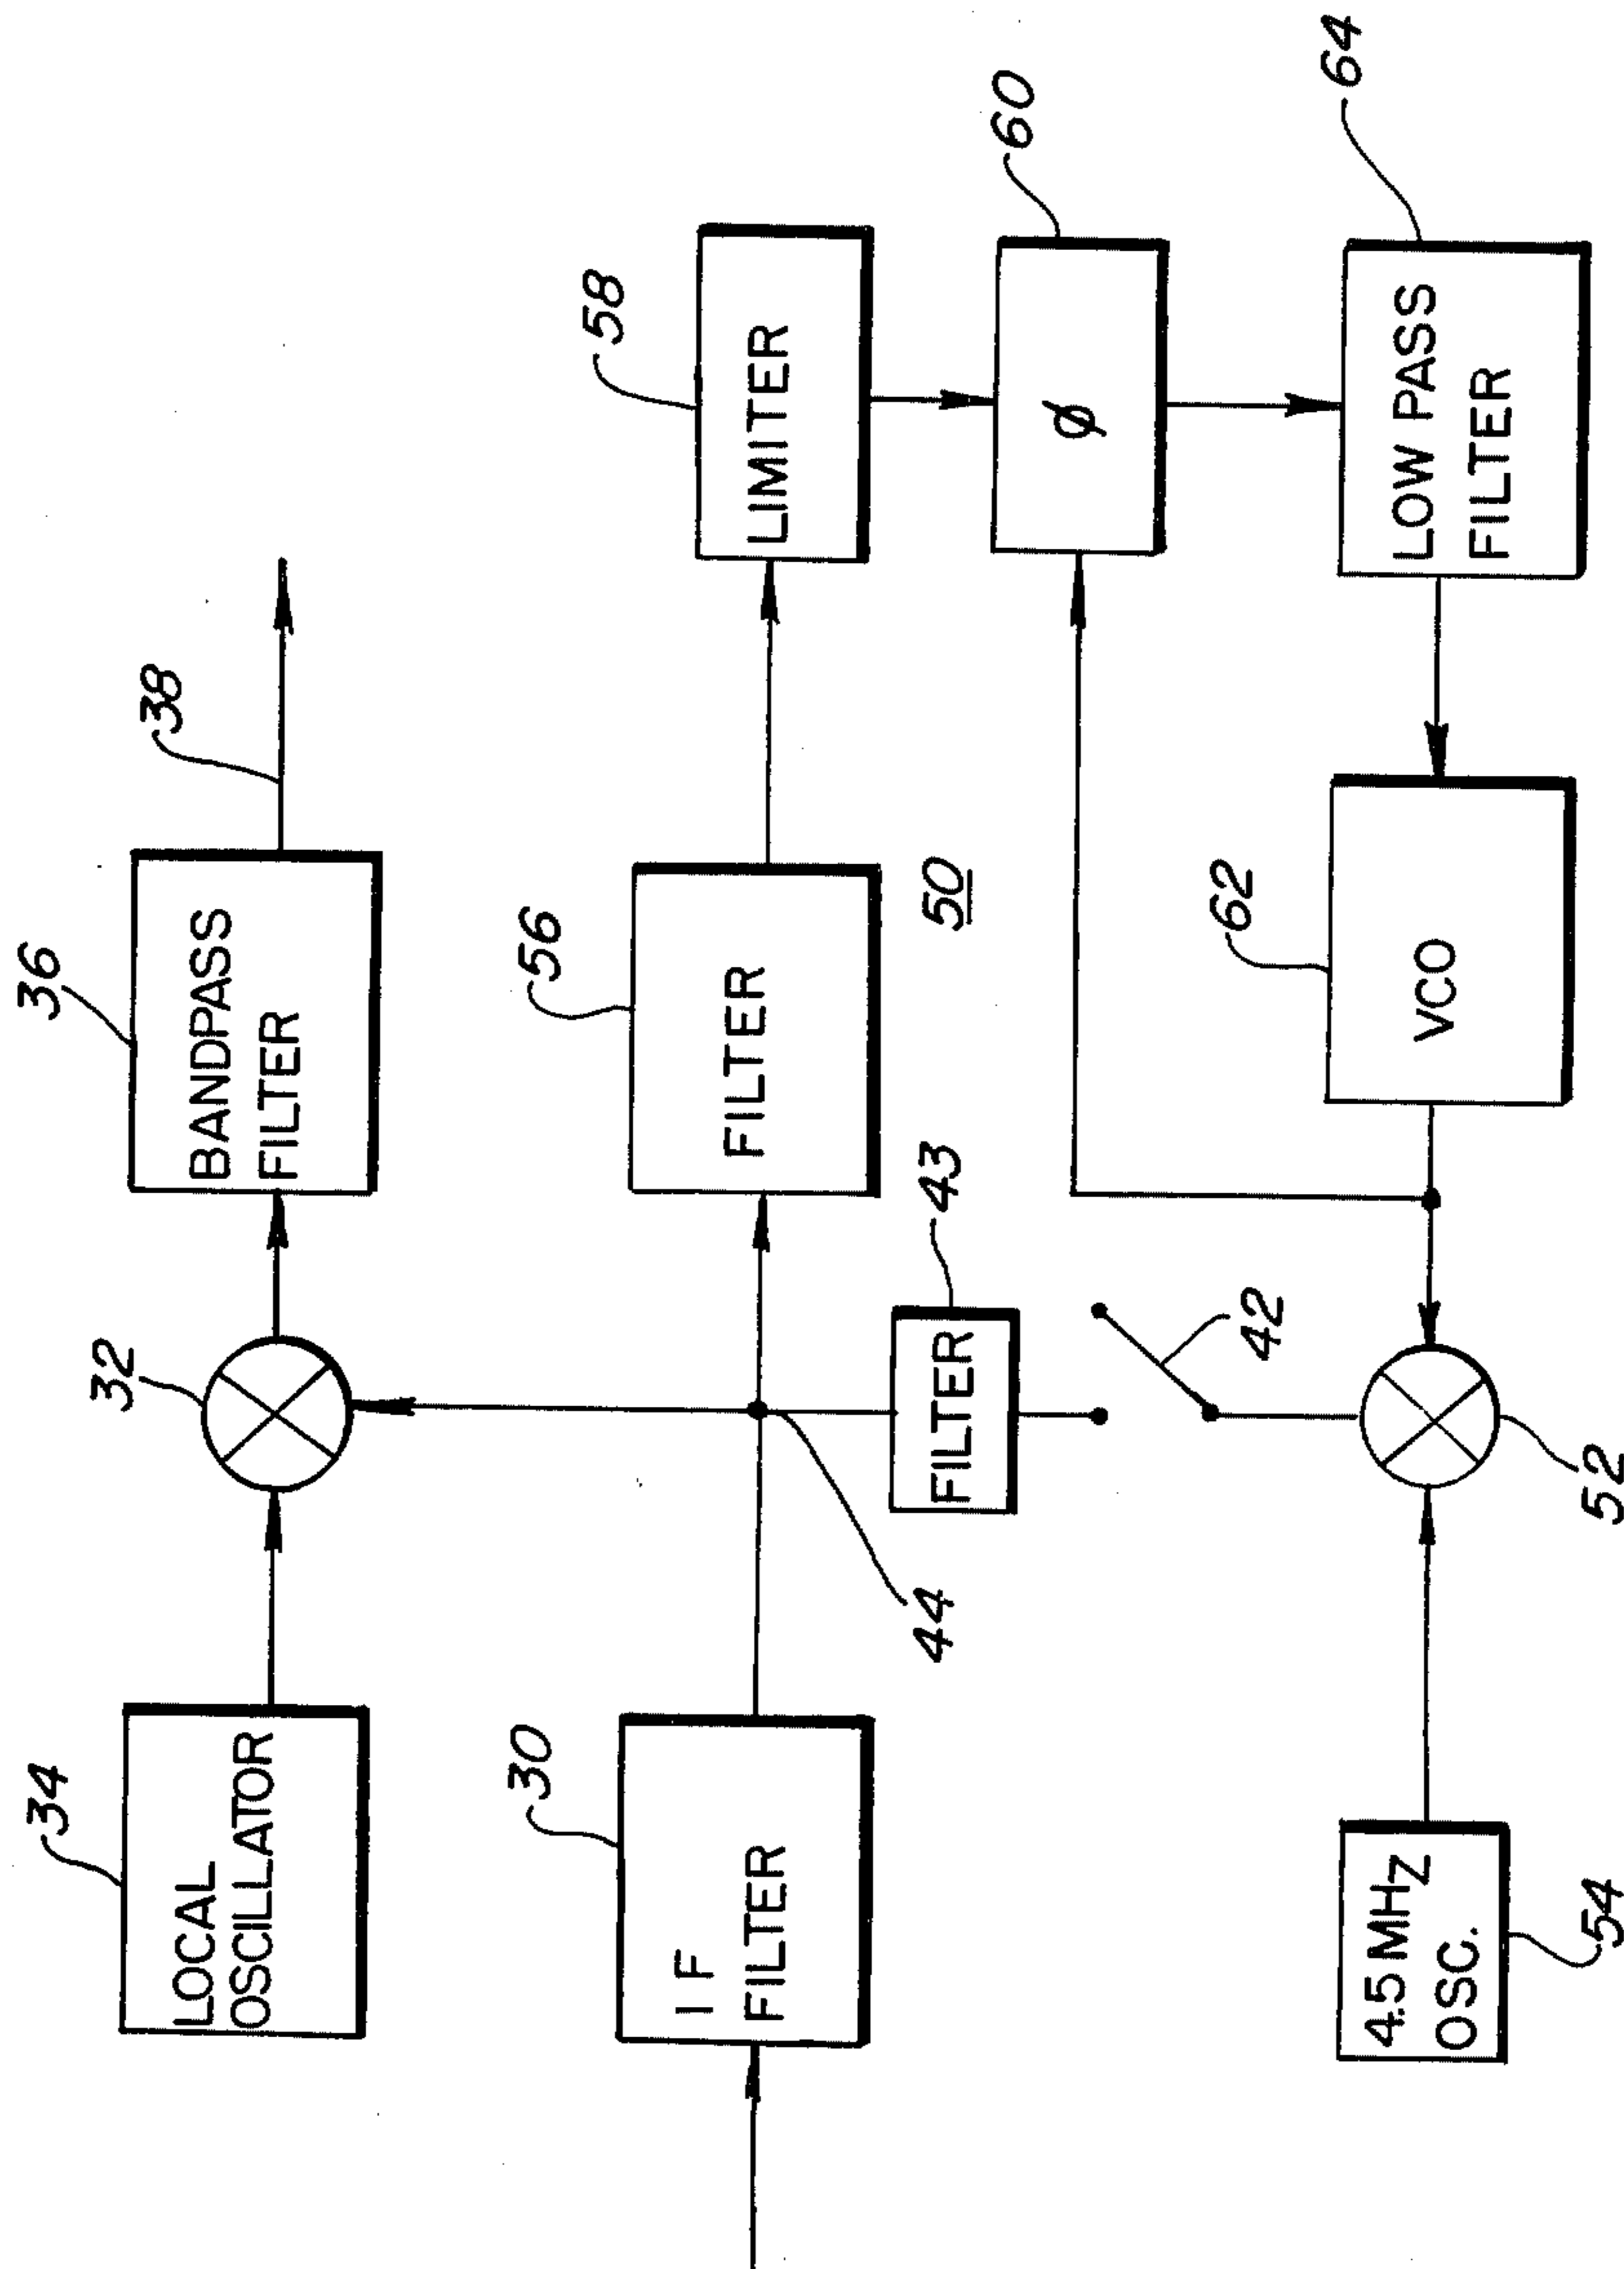 34
LOCAL
OSCILLATOR
32
36
BANDPASS
FILTER
38
30
IF
FILTER
44
56
FILTER
58
LIMITER
43
FILTER
50
42
60
ϕ
4.5 MHZ
OSC.
54
52
62
VCO
64
LOW PASS
FILTER